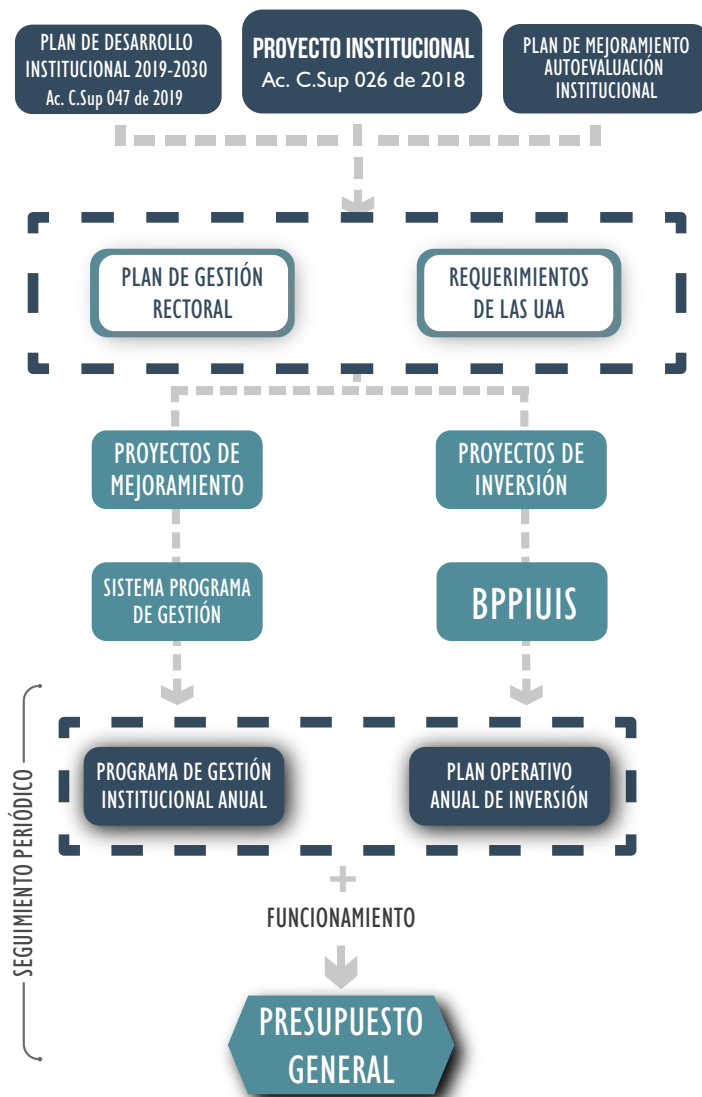 PLAN DE DESARROLLO
INSTITUCIONAL 2019-2030
Ac. C.Sup 047 de 2019
PROYECTO INSTITUCIONAL
Ac. C.Sup 026 de 2018
PLAN DE MEJORAMIENTO
AUTOEVALUACIÓN
INSTITUCIONAL
PLAN DE GESTIÓN
RECTORAL
REQUERIMIENTOS
DE LAS UAA
PROYECTOS DE
MEJORAMIENTO
PROYECTOS DE
INVERSIÓN
SISTEMA PROGRAMA
DE GESTIÓN
BPPIUIS
SEGUIMIENTO PERIÓDICO
PROGRAMA DE GESTIÓN
INSTITUCIONAL ANUAL
PLAN OPERATIVO
ANUAL DE INVERSIÓN
+
FUNCIONAMIENTO
PRESUPUESTO
GENERAL